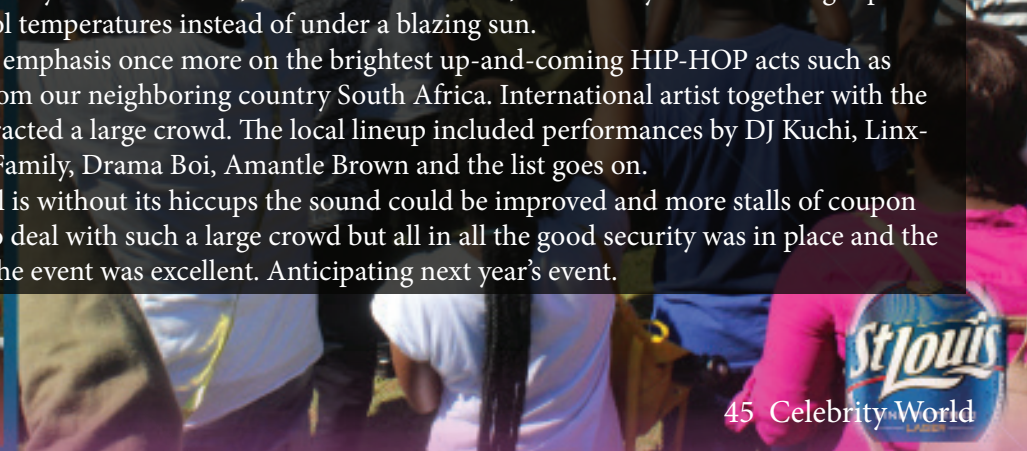 temperatures instead of under a blazing sun.
emphasis once more on the brightest up-and-coming HIP-HOP acts such as
our neighboring country South Africa. International artist together with the
a large crowd. The local lineup included performances by DJ Kuchi, Linx-
Family, Drama Boi, Amantle Brown and the list goes on.
is without its hiccups the sound could be improved and more stalls of coupon
deal with such a large crowd but all in all the good security was in place and the
event was excellent. Anticipating next year's event.
St Louis
LAGER
45 Celebrity World